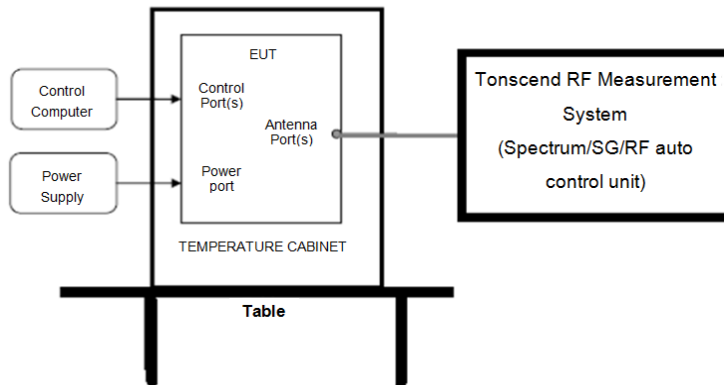 EUT
Control
Computer
Control
Port(s)
Antenna
Port(s)
Power
Supply
Power
port
TEMPERATURE CABINET
Table
Tonscend RF Measurement
System
(Spectrum/SG/RF auto
control unit)